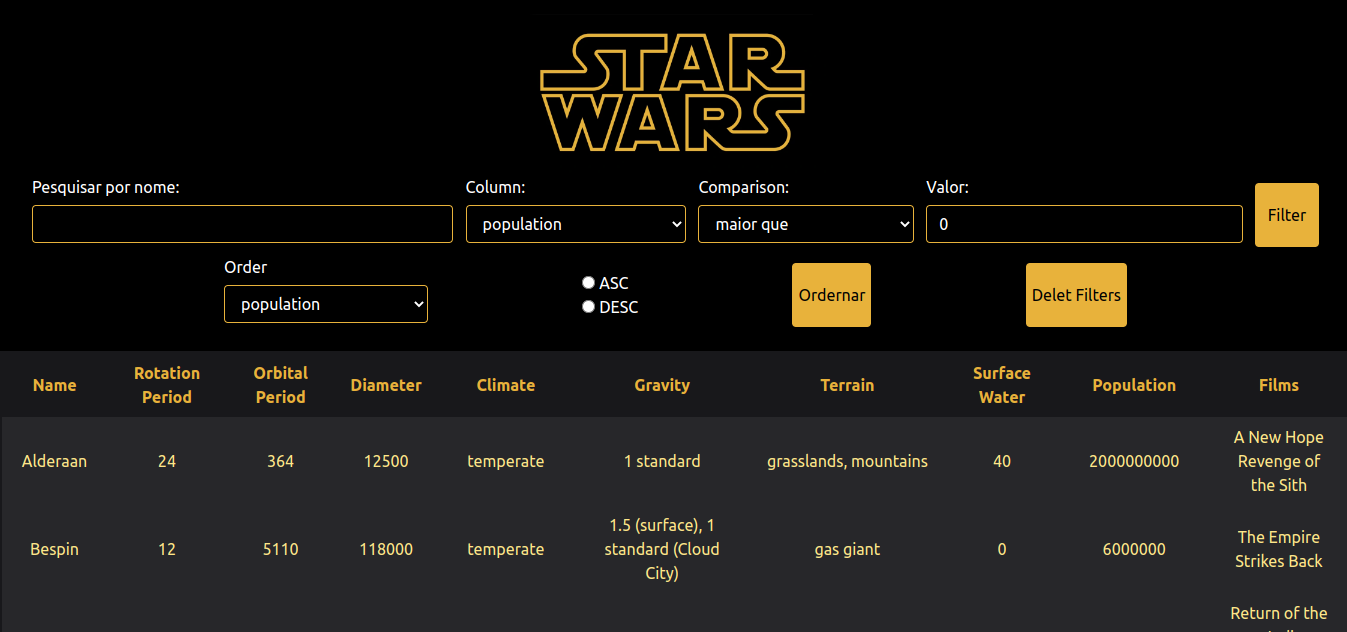 STAR
WARS
Pesquisar por nome:
Column:
Comparison:
Valor:
population
maior que
0
Filter
Order
population
ASC
DESC
Ordernar
Delet Filters
Name
Rotation
Period
Orbital
Period
Diameter
Climate
Gravity
Terrain
Surface
Water
Population
Films
Alderaan
24
364
12500
temperate
1 standard
grasslands, mountains
40
2000000000
A New Hope
Revenge of
the Sith
Bespin
12
5110
118000
temperate
1.5 (surface), 1
standard (Cloud
City)
gas giant
0
6000000
The Empire
Strikes Back
Return of the